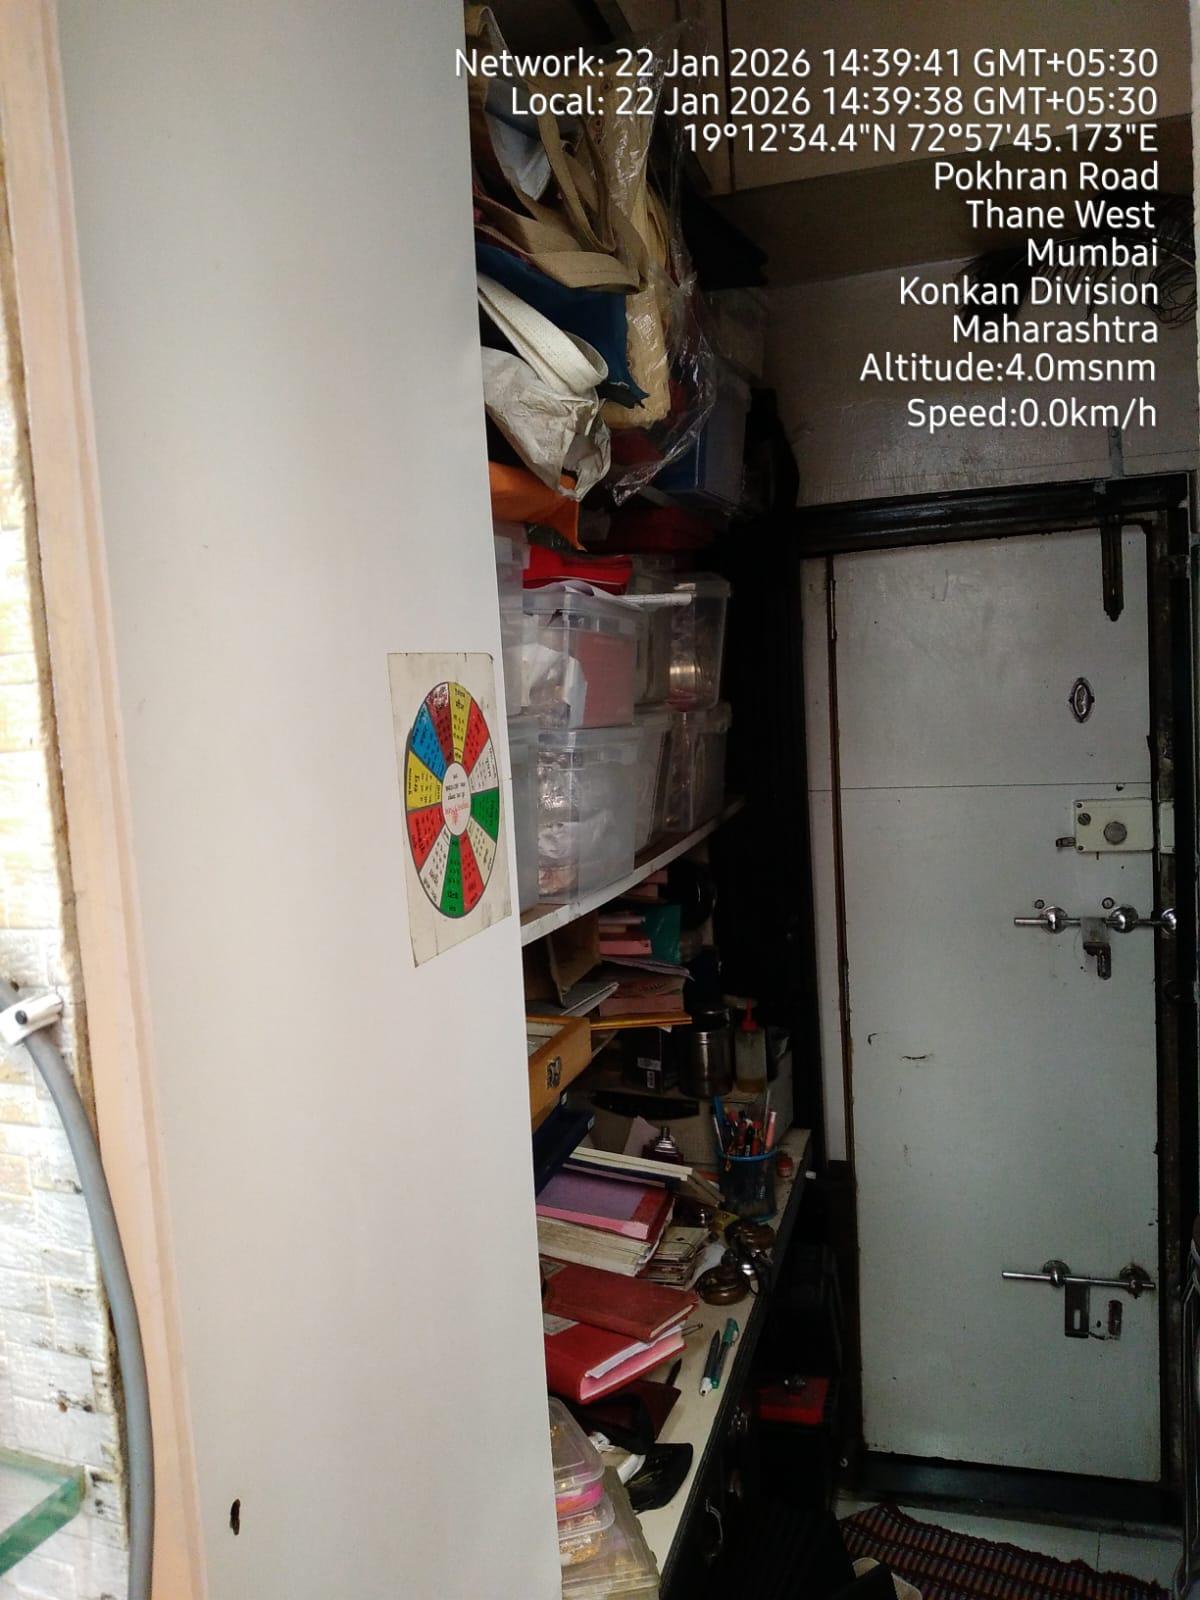 Network: 22 Jan 2026 14:39:41 GMT+05:30
Local: 22 Jan 2026 14:39:38 GMT+05:30
19°12'34.4"N 72°57'45.173"E
Pokhran Road
Thane West
Mumbai
Konkan Division
Maharashtra
Altitude:4.0msnm
Speed:0.0km/h